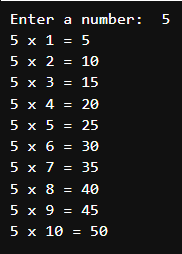 Enter a number:  5
5 x 1 = 5
5 x 2 = 10
5 x 3 = 15
5 x 4 = 20
5 x 5 = 25
5 x 6 = 30
5 x 7 = 35
5 x 8 = 40
5 x 9 = 45
5 x 10 = 50